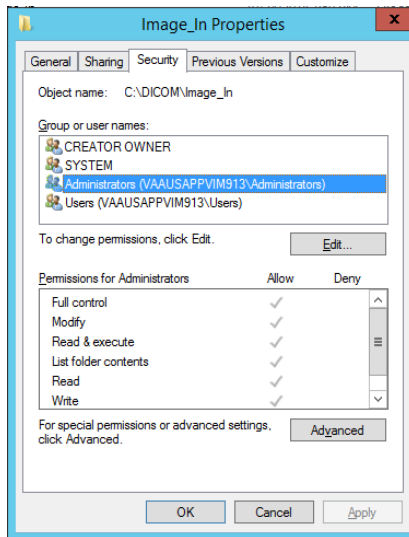 Image_In Properties
x
General Sharing Security Previous Versions Customize
Object name: C:\DICOM\Image_In
Group or user names:
CREATOR OWNER
SYSTEM
Administrators (VAAUSAPPVIM913\Administrators)
Users (VAAUSAPPVIM913\Users)
To change permissions, click Edit.
Edit...
Permissions for Administrators Allow Deny
Full control
Modify
Read & execute
List folder contents
Read
Write
For special permissions or advanced settings,
click Advanced.
Advanced
OK Cancel Apply